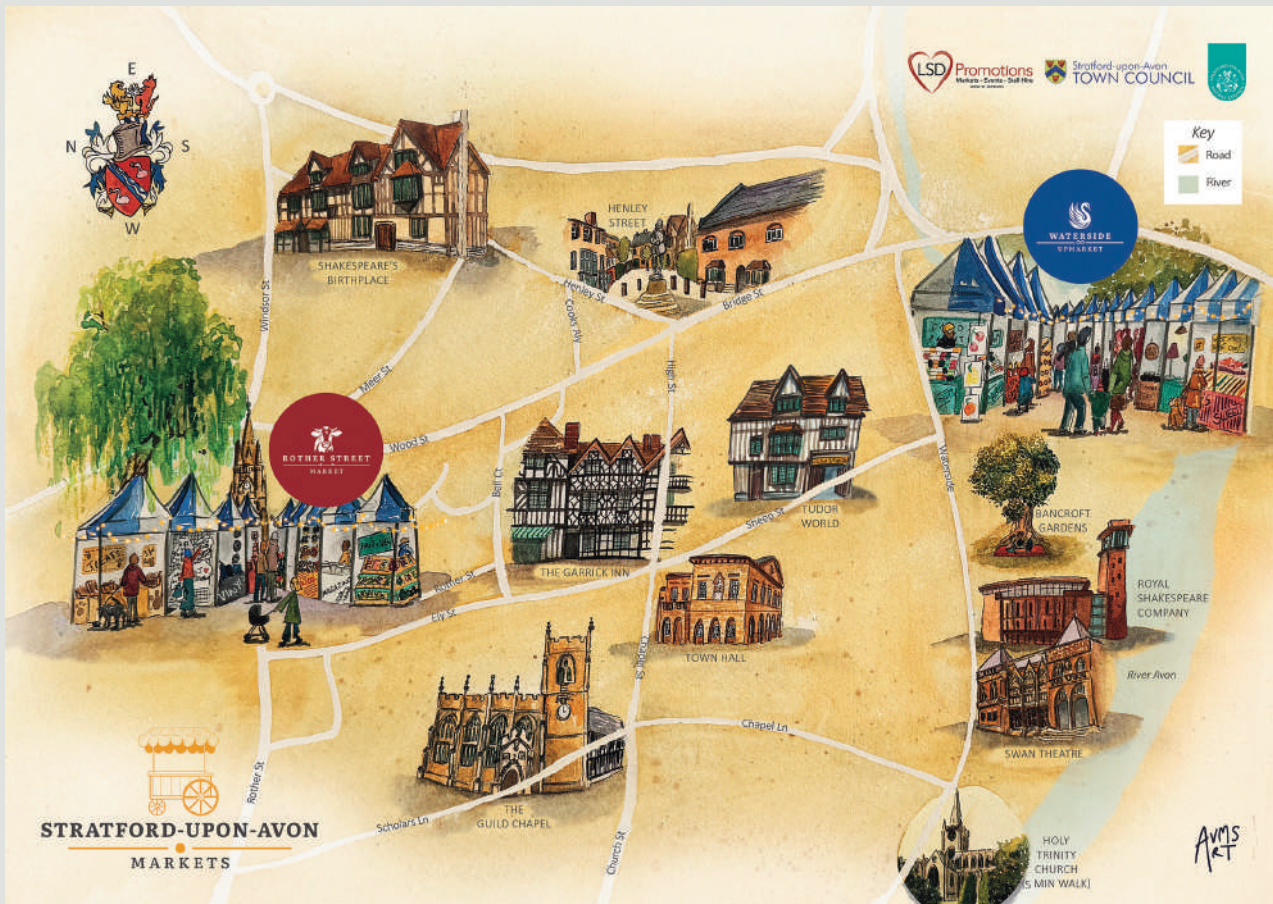 E
N
S
W
LSD Promotions
Markets - Events - Stall Hire
Stratford-upon-Avon
TOWN COUNCIL
Key
Road
River
WATERSIDE
UPMARKET
HENLEY
STREET
SHAKESPEARE'S
BIRTHPLACE
Windsor St
Henley St
Cooks Aly
Bridge St
High St
Meer St
Wood St
ROTHER STREET
MARKET
Bell Ct
Waterside
TUDOR
WORLD
Sheep St
BANCROFT
GARDENS
THE GARRICK INN
Rother St
Ely St
ROYAL
SHAKESPEARE
COMPANY
TOWN HALL
Chapel St
River Avon
Chapel Ln
SWAN THEATRE
Rother St
STRATFORD-UPON-AVON
MARKETS
THE
GUILD CHAPEL
Scholars Ln
Church St
HOLY
TRINITY
CHURCH
(5 MIN WALK)
AVMS
ART